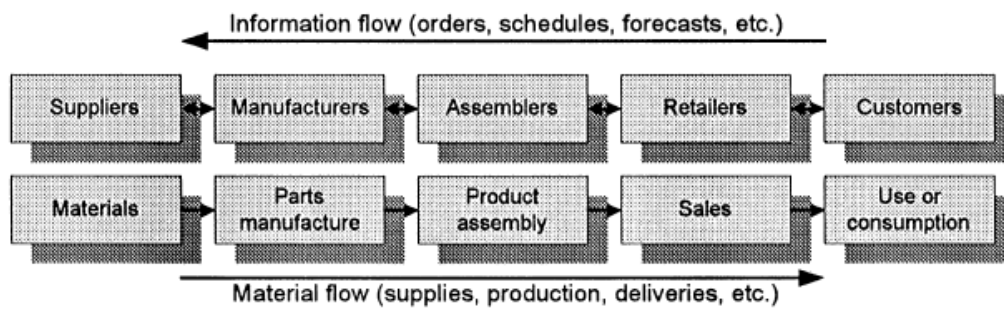 Information flow (orders, schedules, forecasts, etc.)
Suppliers
Manufacturers
Assemblers
Retailers
Customers
Materials
Parts
manufacture
Product
assembly
Sales
Use or
consumption
Material flow (supplies, production, deliveries, etc.)